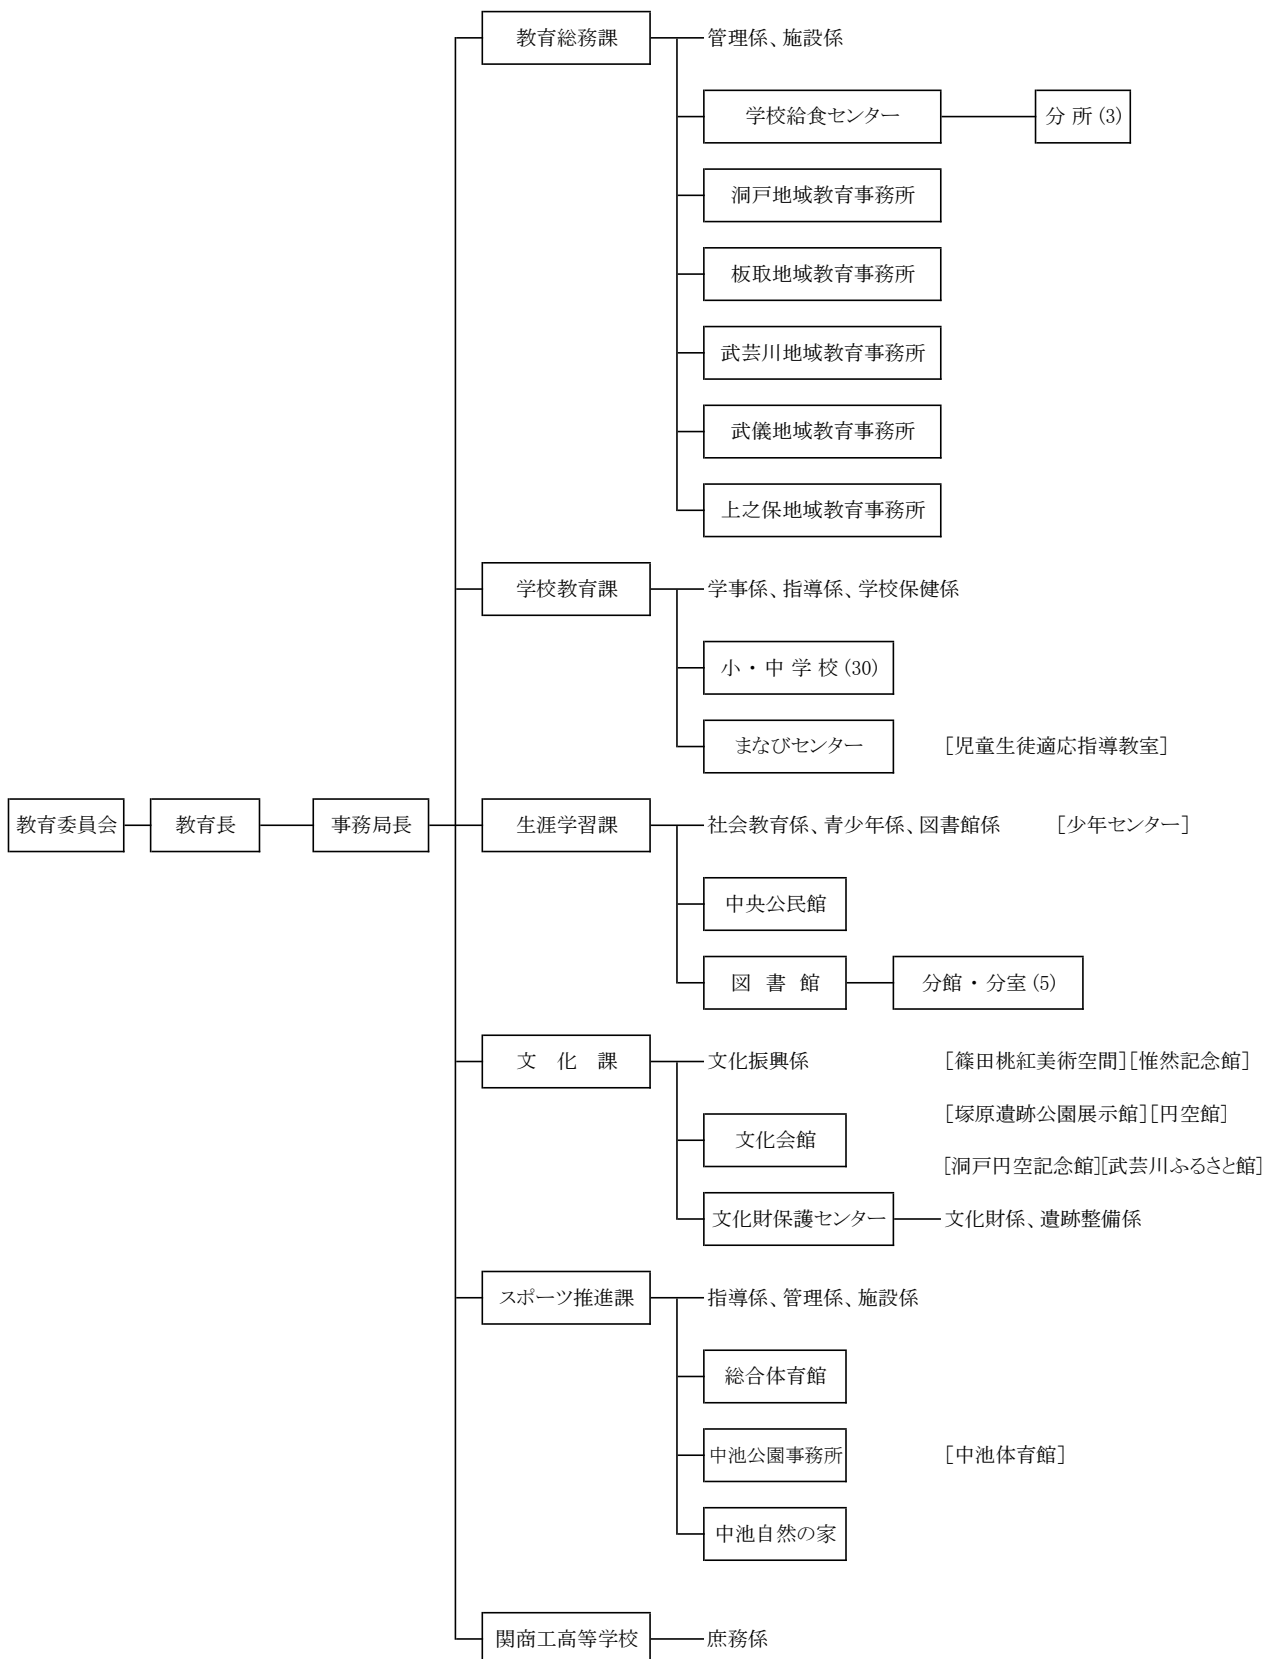 教育総務課 管理係、施設係
学校給食センター 分 所 (3)
洞戸地域教育事務所
板取地域教育事務所
武芸川地域教育事務所
武儀地域教育事務所
上之保地域教育事務所
学校教育課 学事係、指導係、学校保健係
小 ・ 中 学 校 (30)
まなびセンター [児童生徒適応指導教室]
教育委員会 教育長 事務局長 生涯学習課 社会教育係、青少年係、図書館係 [少年センター]
中央公民館
図 書 館 分館 ・ 分室 (5)
文 化 課 文化振興係 [篠田桃紅美術空間][惟然記念館]
[塚原遺跡公園展示館][円空館]
文化会館
[洞戸円空記念館][武芸川ふるさと館]
文化財保護センター 文化財係、遺跡整備係
スポーツ推進課 指導係、管理係、施設係
総合体育館
中池公園事務所 [中池体育館]
中池自然の家
関商工高等学校 庶務係